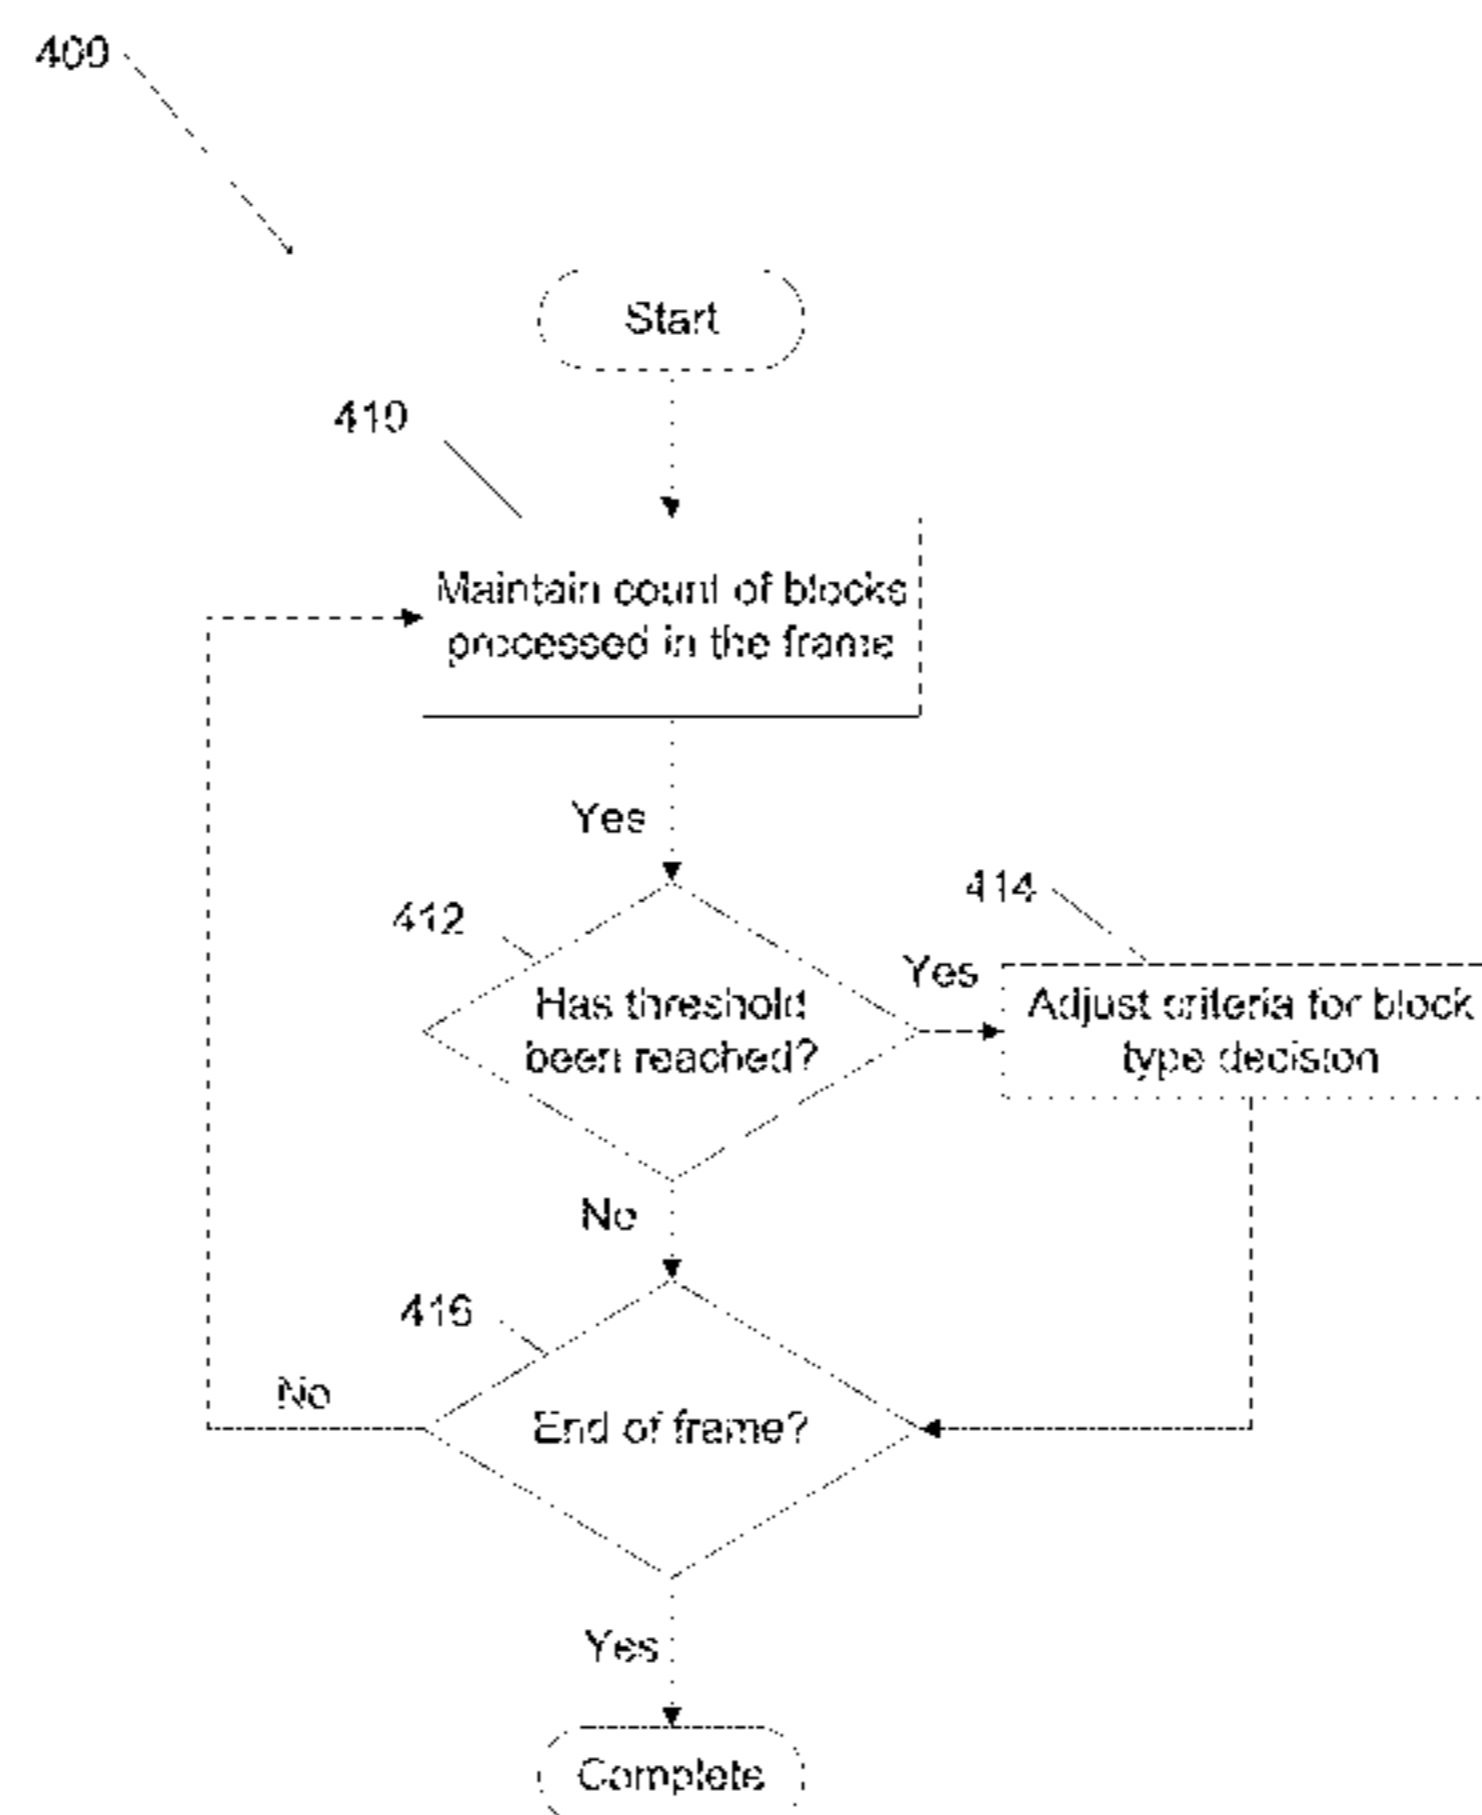 400
Start
410
Maintain count of blocks
processed in the frame
Yes
412
414
Yes
Has threshold
been reached?
Adjust criteria for block
type decision
No
416
No
End of frame?
Yes
Complete